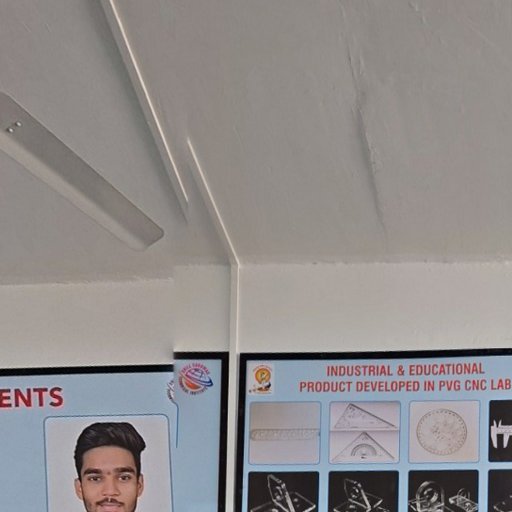 ENTS
INDUSTRIAL & EDUCATIONAL
PRODUCT DEVELOPED IN PVG CNC LAB